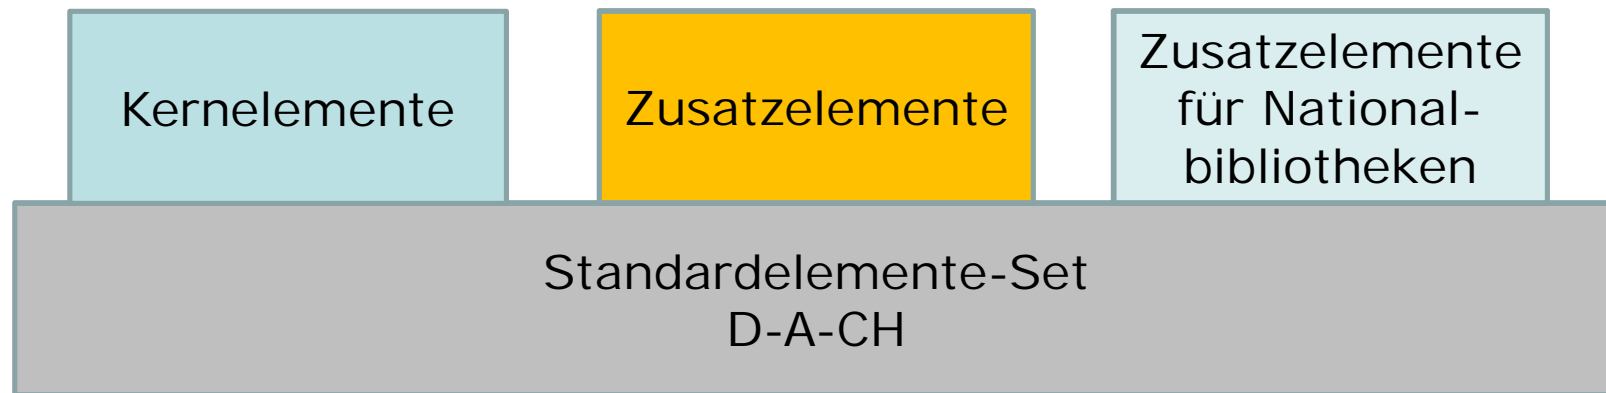 Kernelemente
Zusatzelemente
Zusatzelemente
für National-
bibliotheken
Standardelemente-Set
D-A-CH